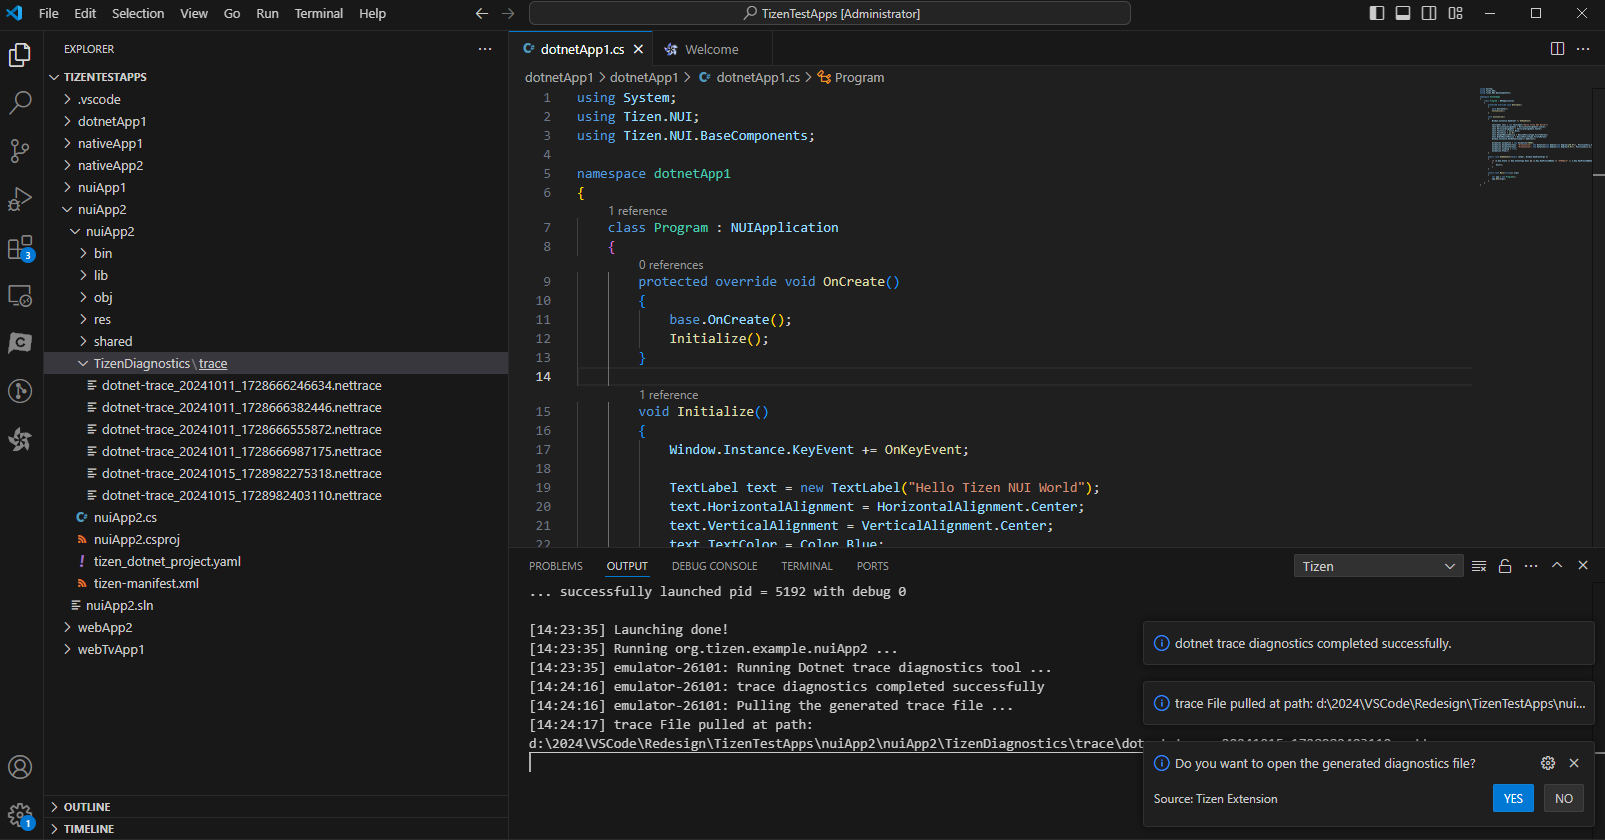 File Edit Selection View Go Run Terminal Help
TizenTestApps [Administrator]
EXPLORER
TIZENTESTAPPS
.vscode
dotnetApp1
nativeApp1
nativeApp2
nuiApp1
nuiApp2
nuiApp2
bin
lib
obj
res
shared
TizenDiagnostics\trace
dotnet-trace_20241011_1728666246634.nettrace
dotnet-trace_20241011_1728666382446.nettrace
dotnet-trace_20241011_1728666555872.nettrace
dotnet-trace_20241011_1728666987175.nettrace
dotnet-trace_20241015_1728982275318.nettrace
dotnet-trace_20241015_1728982403110.nettrace
nuiApp2.cs
nuiApp2.csproj
! tizen_dotnet_project.yaml
tizen-manifest.xml
nuiApp2.sln
webApp2
webTvApp1
OUTLINE
TIMELINE
3
1
dotnetApp1.cs Welcome
dotnetApp1 > dotnetApp1 > dotnetApp1.cs > Program
1 using System;
2 using Tizen.NUI;
3 using Tizen.NUI.BaseComponents;
4
5 namespace dotnetApp1
6 {
1 reference
7 class Program : NUIApplication
8 {
0 references
9 protected override void OnCreate()
10 {
11 base.OnCreate();
12 Initialize();
13 }
14
1 reference
15 void Initialize()
16 {
17 Window.Instance.KeyEvent += OnKeyEvent;
18
19 TextLabel text = new TextLabel("Hello Tizen NUI World");
20 text.HorizontalAlignment = HorizontalAlignment.Center;
21 text.VerticalAlignment = VerticalAlignment.Center;
22 text.TextColor = Color.Blue;
PROBLEMS OUTPUT DEBUG CONSOLE TERMINAL PORTS
Tizen
... successfully launched pid = 5192 with debug 0
[14:23:35] Launching done!
[14:23:35] Running org.tizen.example.nuiApp2 ...
[14:23:35] emulator-26101: Running Dotnet trace diagnostics tool ...
[14:24:16] emulator-26101: trace diagnostics completed successfully
[14:24:16] emulator-26101: Pulling the generated trace file ...
[14:24:17] trace File pulled at path:
d:\2024\VSCode\Redesign\TizenTestApps\nuiApp2\nuiApp2\TizenDiagnostics\trace\dot
dotnet trace diagnostics completed successfully.
trace File pulled at path: d:\2024\VSCode\Redesign\TizenTestApps\nui...
Do you want to open the generated diagnostics file?
Source: Tizen Extension
YES NO